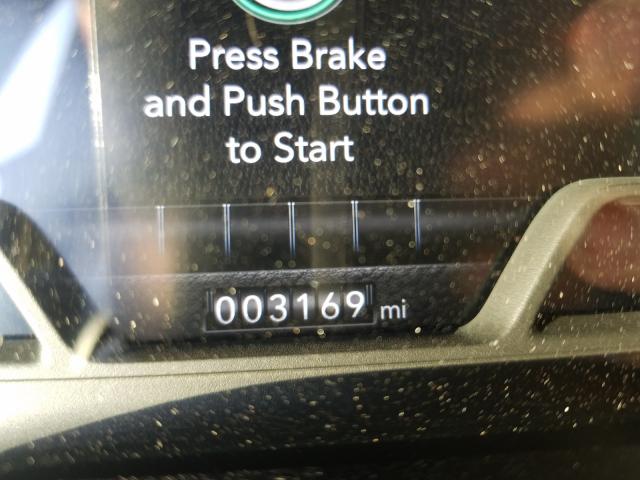 Press Brake
and Push Button
to Start
003169 mi